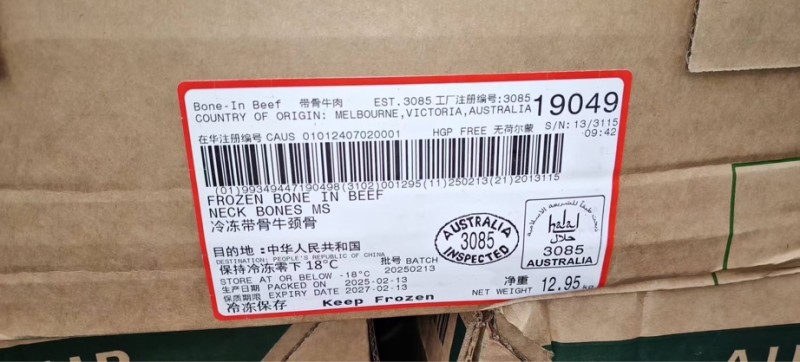 Bone-In Beef 带骨牛肉 EST.3085 工厂注册编号:3085 19049
COUNTRY OF ORIGIN: MELBOURNE,VICTORIA,AUSTRALIA
在华注册编号 CAUS 01012407020001 HGP FREE 无荷尔蒙 S/N:13/3115
09:42
(01)99349447190498(3102)001295(11)250213(21)2013115
FROZEN BONE IN BEEF
NECK BONES MS
冷冻带骨牛颈骨
AUSTRALIA
3085
INSPECTED
halal
حلال
3085
AUSTRALIA
目的地:中华人民共和国
DESTINATION: PEOPLE'S REPUBLIC OF CHINA
保持冷冻零下18°C 批号 BATCH
STORE AT OR BELOW -18°C 20250213
生产日期 PACKED ON 2025-02-13
保质期限 EXPIRY DATE 2027-02-13
冷冻保存 Keep Frozen
净重
NET WEIGHT 12.95 kg